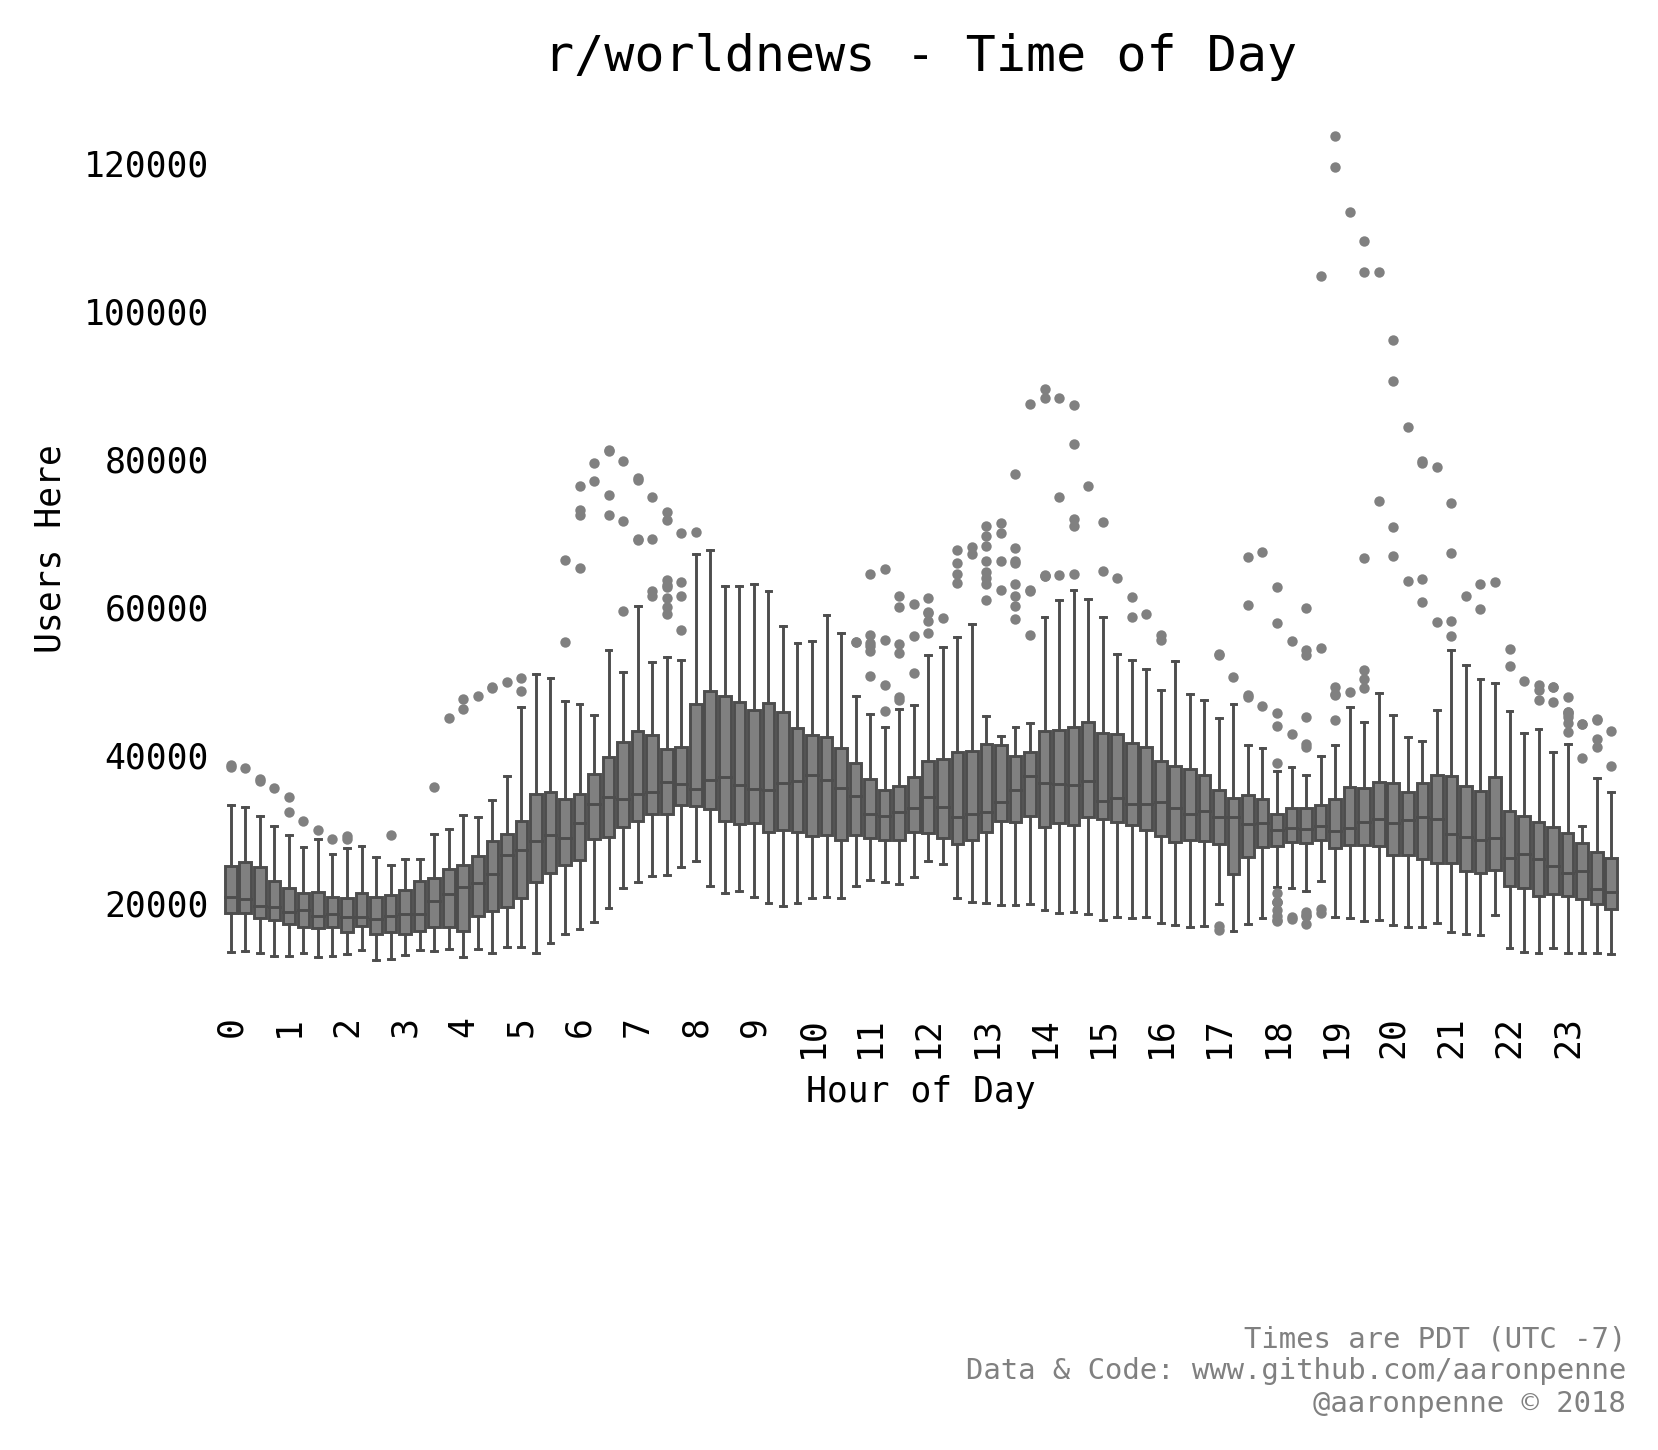 r/worldnews - Time of Day
120000
100000
80000
60000
40000
20000
Users Here
0 1 2 3 4 5 6 7 8 9 10 11 12 13 14 15 16 17 18 19 20 21 22 23
Hour of Day
Times are PDT (UTC -7)
Data & Code: www.github.com/aaronpenne
@aaronpenne © 2018